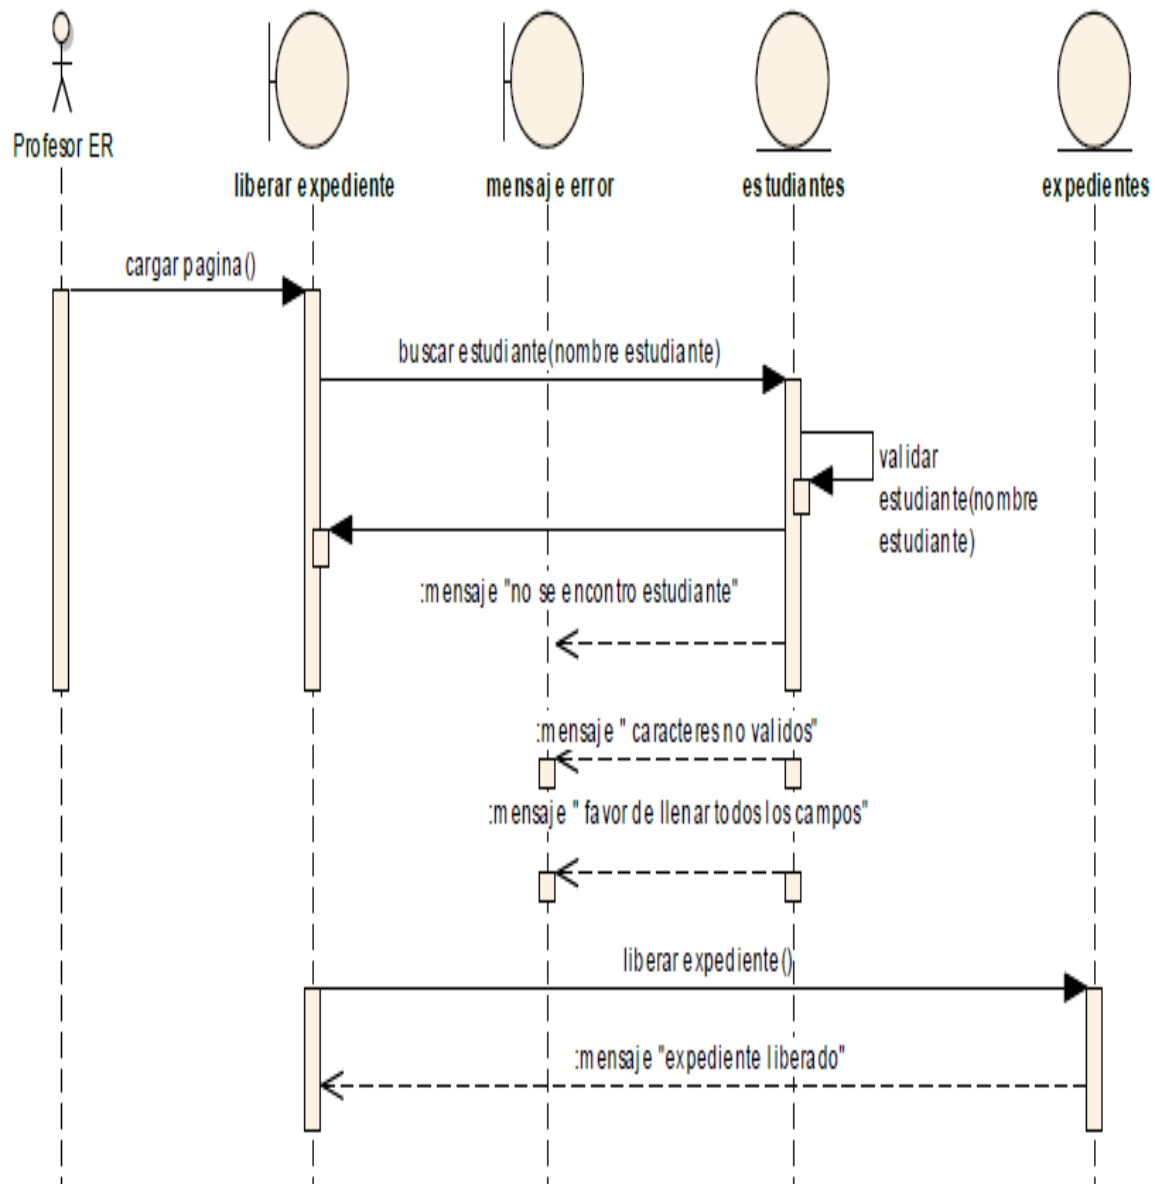 Profesor ER
liberar expediente
mensaje error
estudiantes
expedientes
cargar pagina()
buscar estudiante(nombre estudiante)
validar
estudiante(nombre
estudiante)
:mensaje "no se encontro estudiante"
:mensaje " caracteres no validos"
:mensaje " favor de llenar todos los campos"
liberar expediente()
:mensaje "expediente liberado"